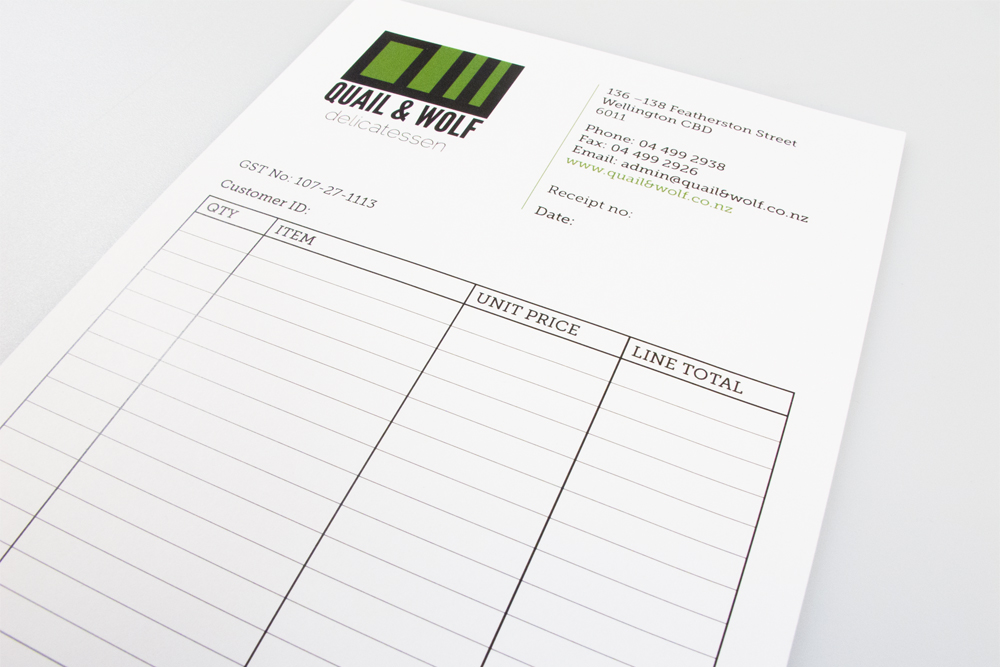 QUAIL & WOLF
delicatessen
136 –138 Featherston Street
Wellington CBD
6011
Phone: 04 499 2938
Fax: 04 499 2926
Email: admin@quail&wolf.co.nz
www.quail&wolf.co.nz
GST No: 107-27-1113
Receipt no:
Customer ID:
Date:
QTY ITEM UNIT PRICE LINE TOTAL